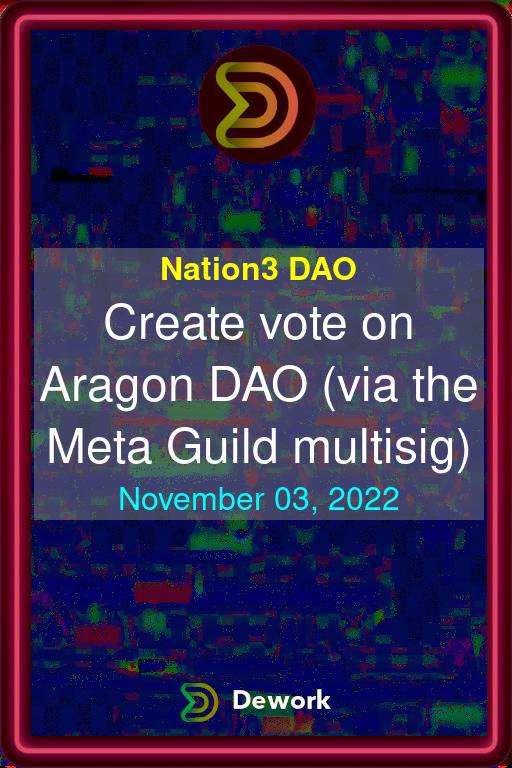 Nation3 DAO
Create vote on
Aragon DAO (via the
Meta Guild multisig)
November 03, 2022
Dework